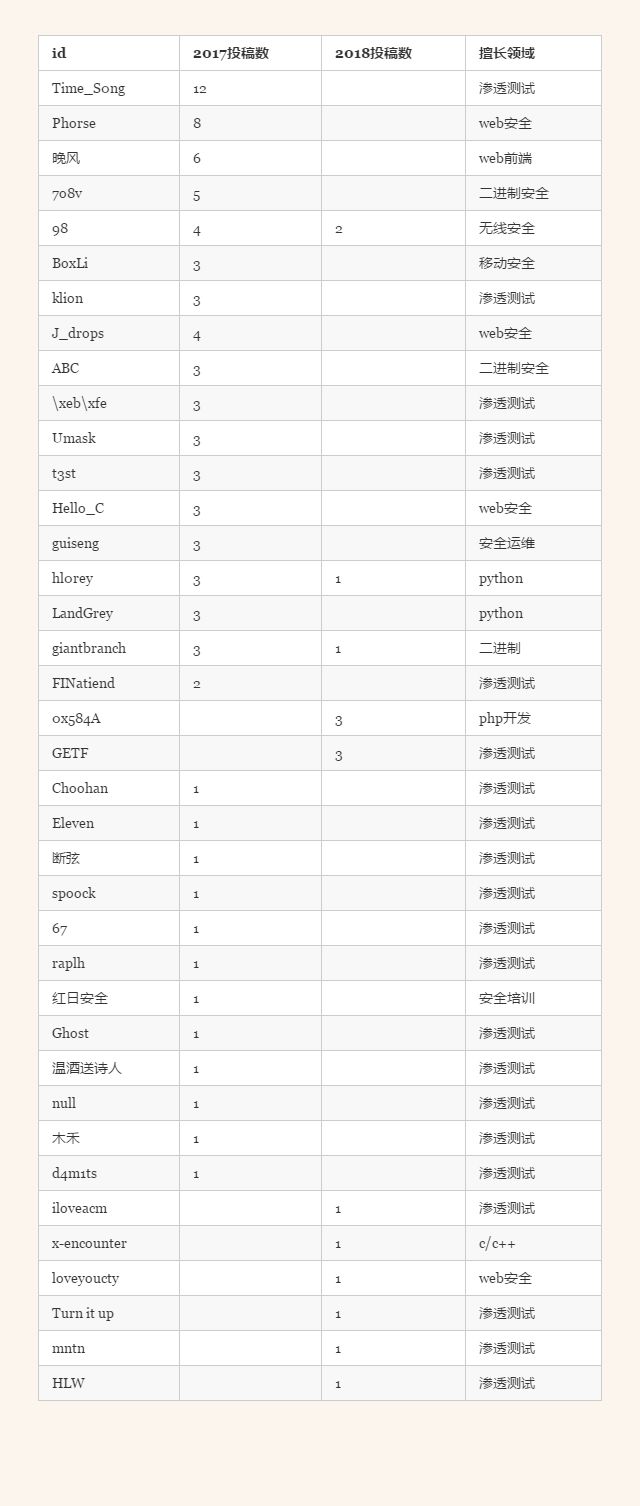 id 2017投稿数 2018投稿数 擅长领域
Time_Song 12 渗透测试
Phorse 8 web安全
晚风 6 web前端
708v 5 二进制安全
98 4 2 无线安全
BoxLi 3 移动安全
klion 3 渗透测试
J_drops 4 web安全
ABC 3 二进制安全
\xeb\xfe 3 渗透测试
Umask 3 渗透测试
t3st 3 渗透测试
Hello_C 3 web安全
guiseng 3 安全运维
hl0rey 3 1 python
LandGrey 3 python
giantbranch 3 1 二进制
FINatiend 2 渗透测试
0x584A 3 php开发
GETF 3 渗透测试
Choohan 1 渗透测试
Eleven 1 渗透测试
断弦 1 渗透测试
spoock 1 渗透测试
67 1 渗透测试
raplh 1 渗透测试
红日安全 1 安全培训
Ghost 1 渗透测试
温酒送诗人 1 渗透测试
null 1 渗透测试
木禾 1 渗透测试
d4m1ts 1 渗透测试
iloveacm 1 渗透测试
x-encounter 1 c/c++
loveyoucty 1 web安全
Turn it up 1 渗透测试
mntn 1 渗透测试
HLW 1 渗透测试